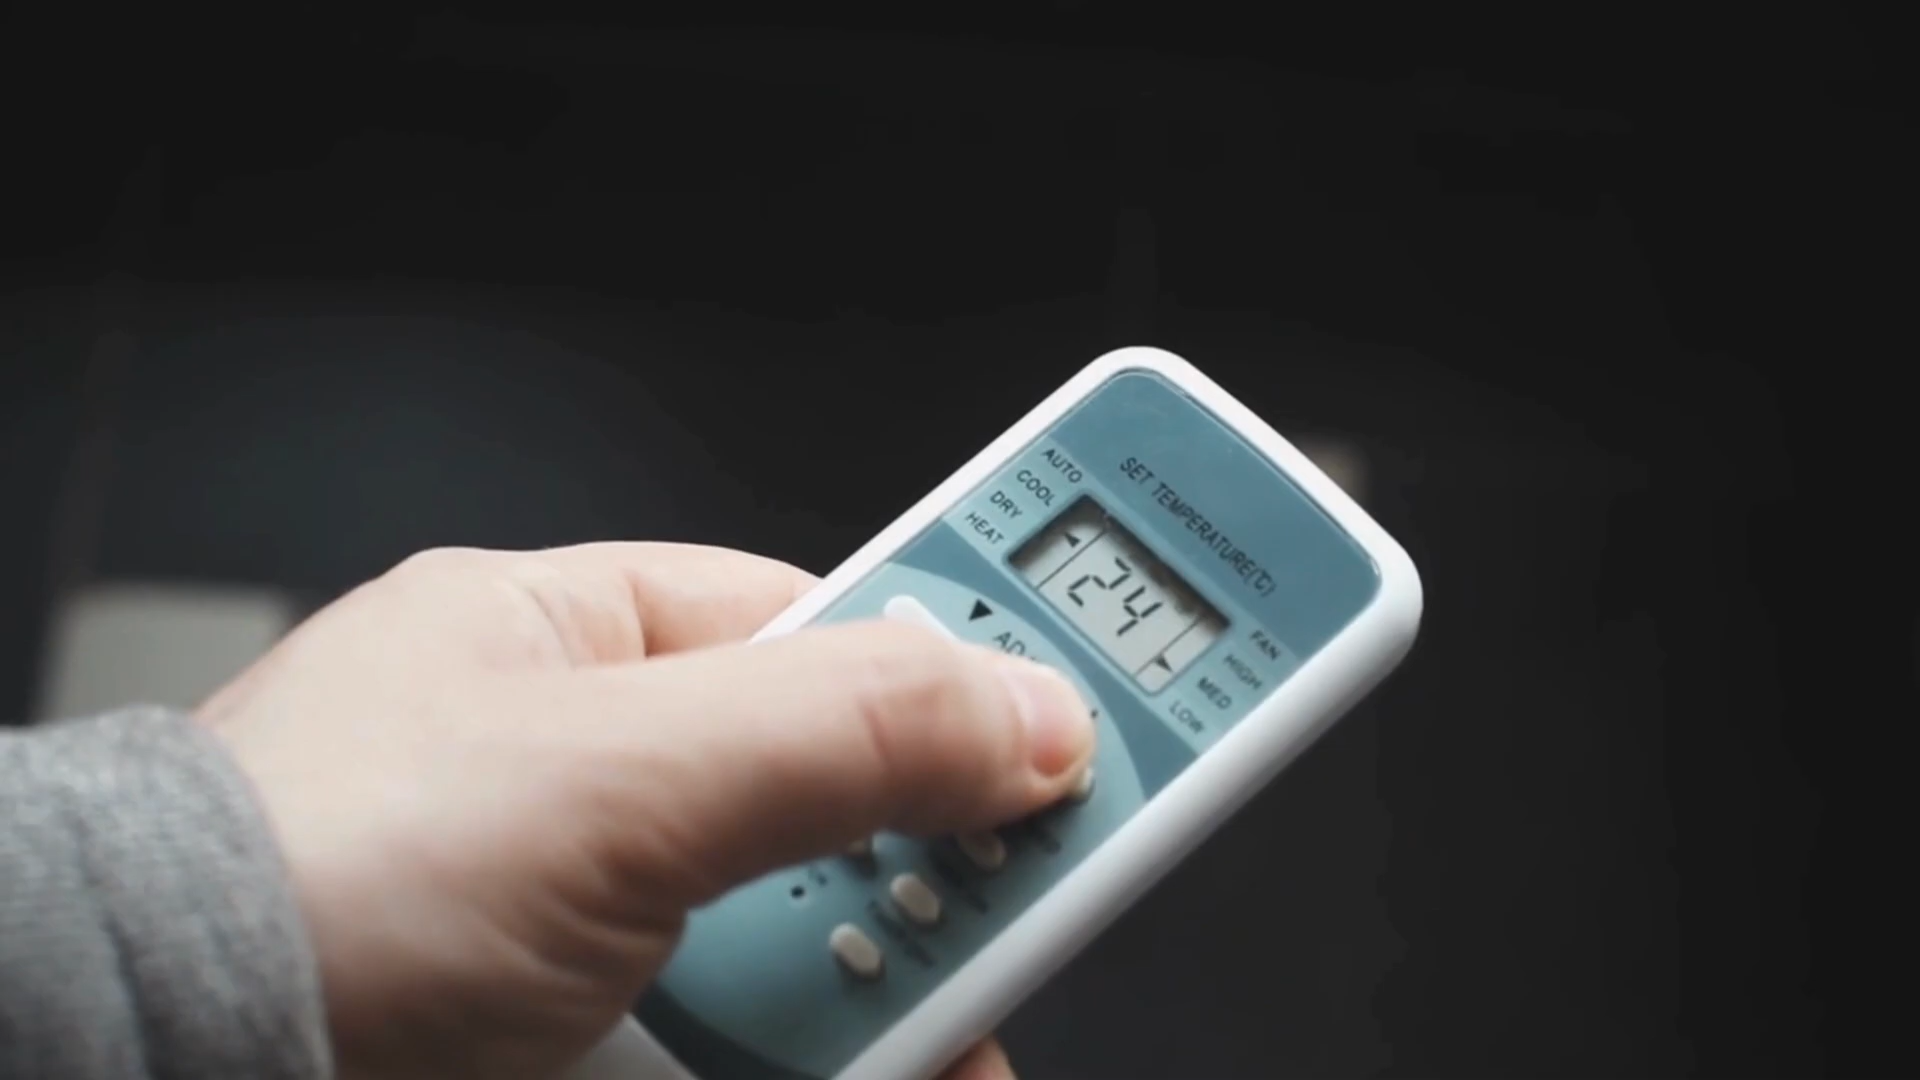 SET TEMPERATURE(°C)
AUTO
COOL
DRY
HEAT
24
FAN
HIGH
MED
LOW